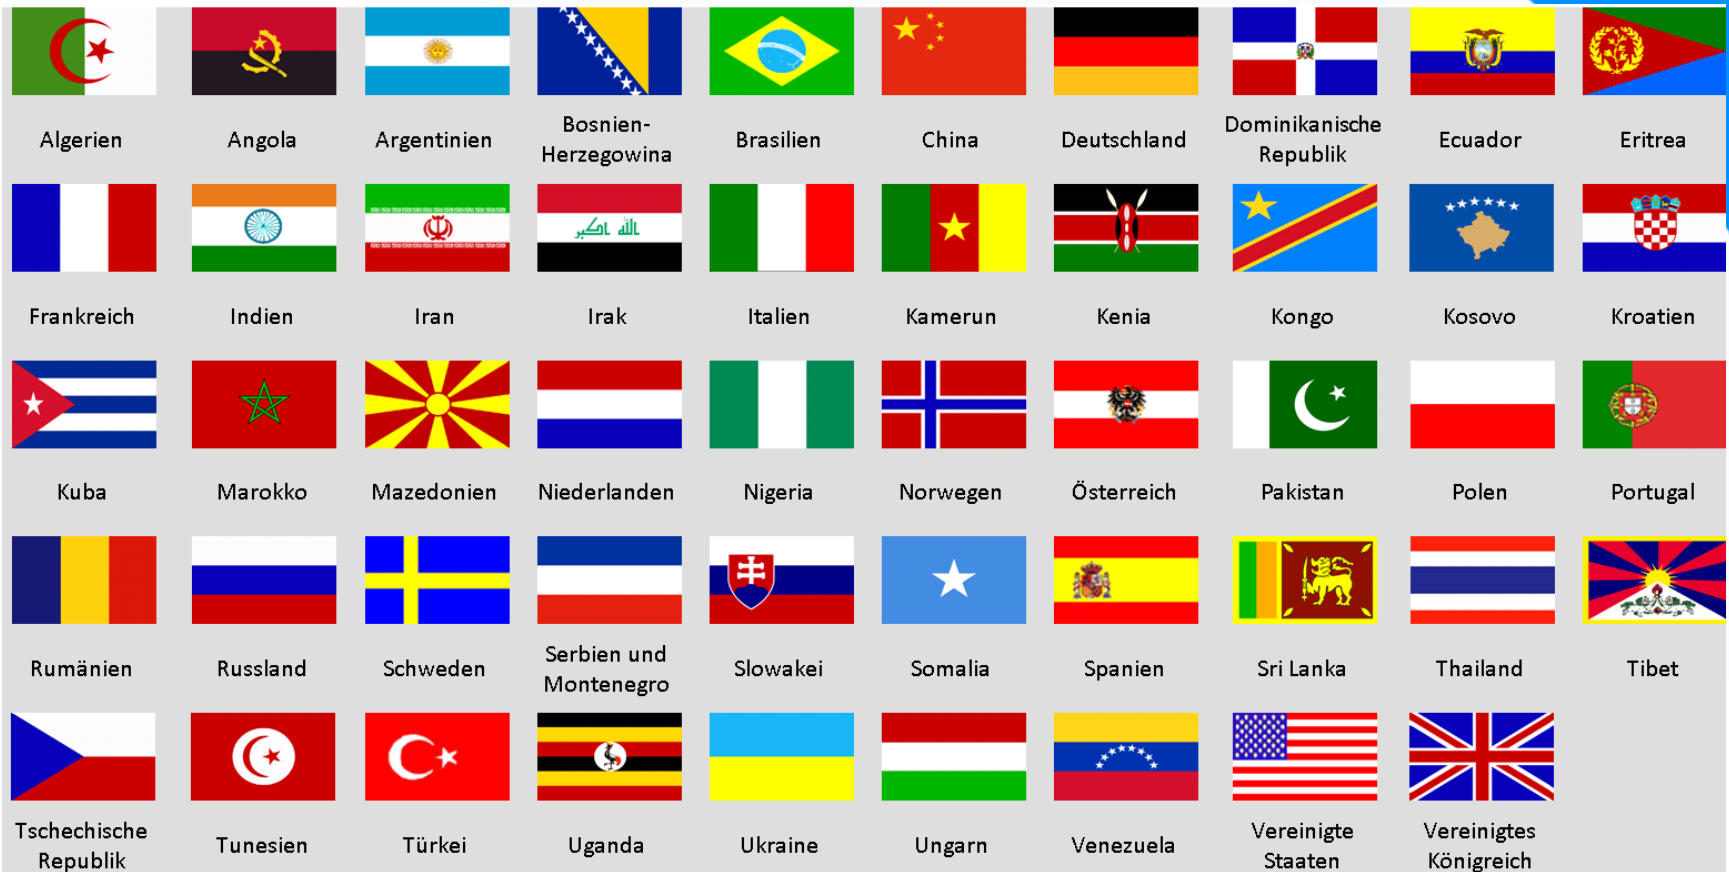 Algerien
Angola
Argentinien
Bosnien-
Herzegowina
Brasilien
China
Deutschland
Dominikanische
Republik
Ecuador
Eritrea
Frankreich
Indien
Iran
Irak
Italien
Kamerun
Kenia
Kongo
Kosovo
Kroatien
الله اكبر
Kuba
Marokko
Mazedonien
Niederlanden
Nigeria
Norwegen
Österreich
Pakistan
Polen
Portugal
Rumänien
Russland
Schweden
Serbien und
Montenegro
Slowakei
Somalia
Spanien
Sri Lanka
Thailand
Tibet
Tschechische
Republik
Tunesien
Türkei
Uganda
Ukraine
Ungarn
Venezuela
Vereinigte
Staaten
Vereinigtes
Königreich